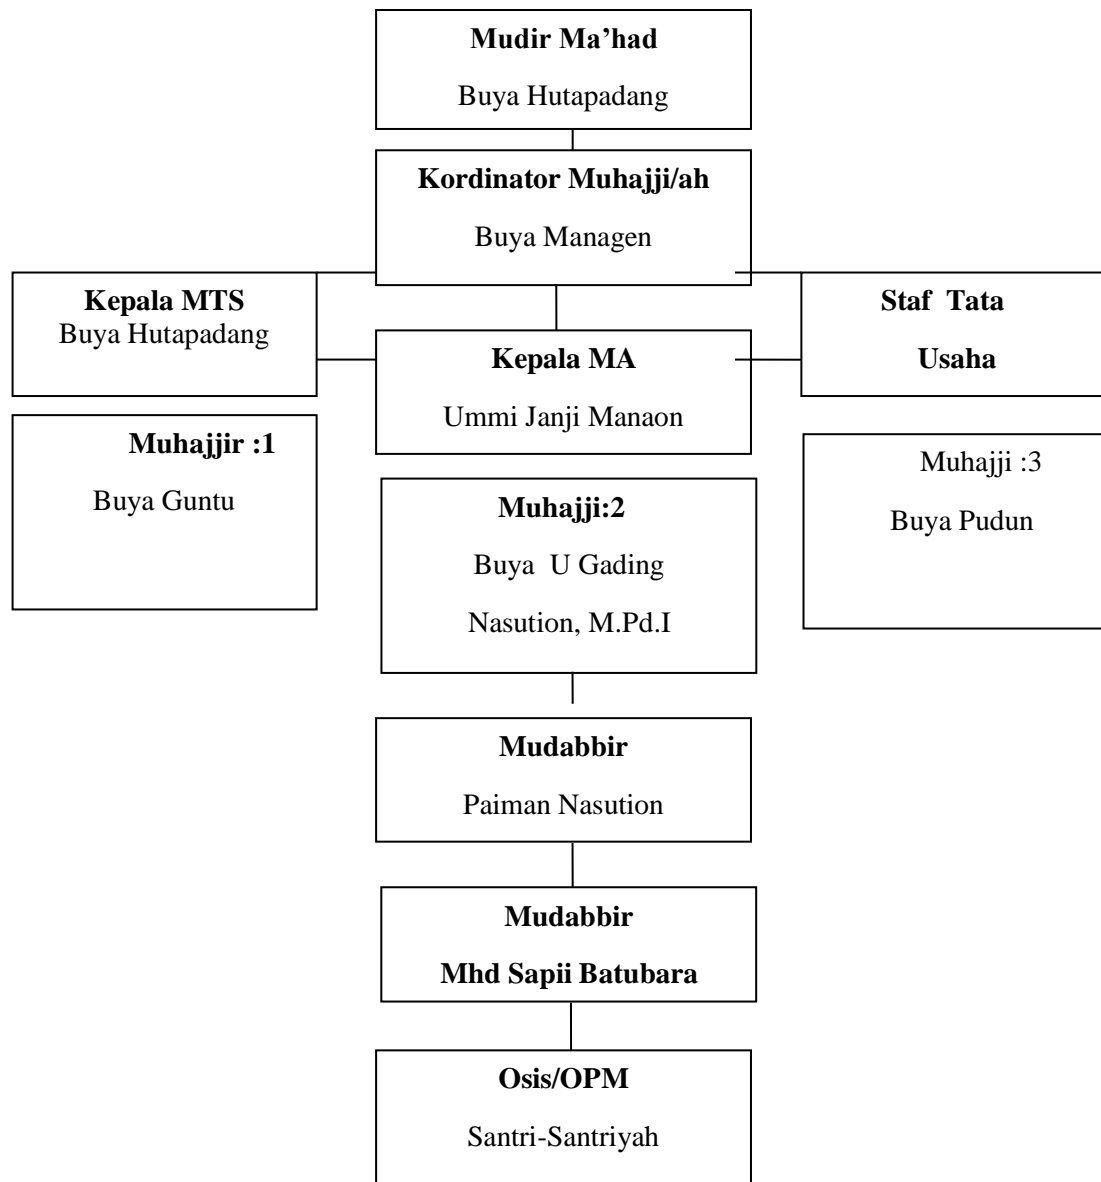 Mudir Ma’had
Buya Hutapadang
Kordinator Muhajji/ah
Buya Managen
Kepala MTS
Buya Hutapadang
Kepala MA
Ummi Janji Manaon
Staf Tata
Usaha
Muhajjir :1
Buya Guntu
Muhajji:2
Buya U Gading
Nasution, M.Pd.I
Muhajji :3
Buya Pudun
Mudabbir
Paiman Nasution
Mudabbir
Mhd Sapii Batubara
Osis/OPM
Santri-Santriyah